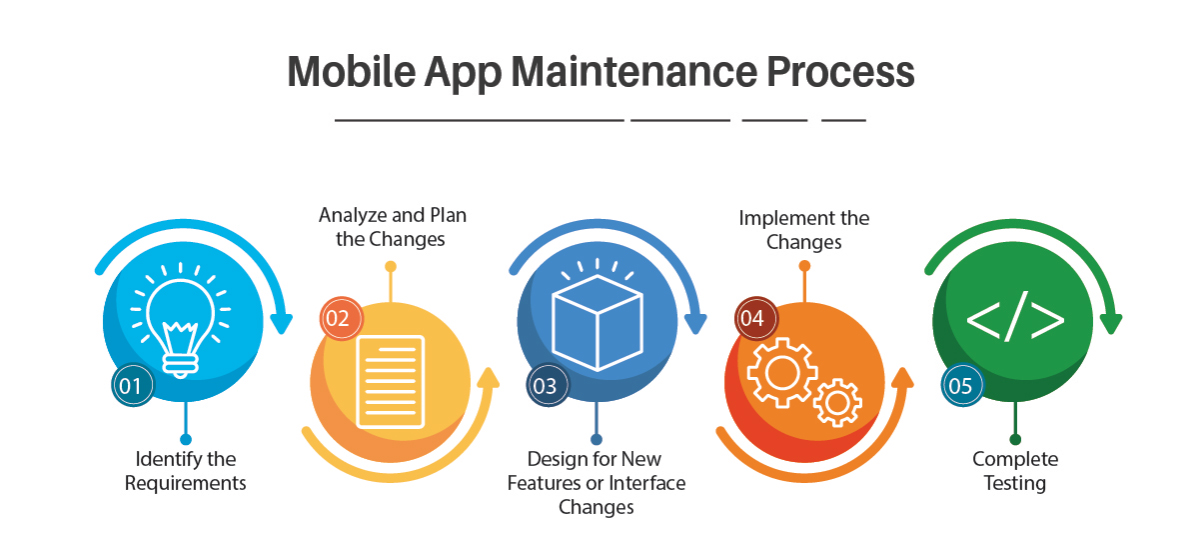 Mobile App Maintenance Process
01
Identify the
Requirements
Analyze and Plan
the Changes
02
03
Design for New
Features or Interface
Changes
Implement the
Changes
04
</>
05
Complete
Testing